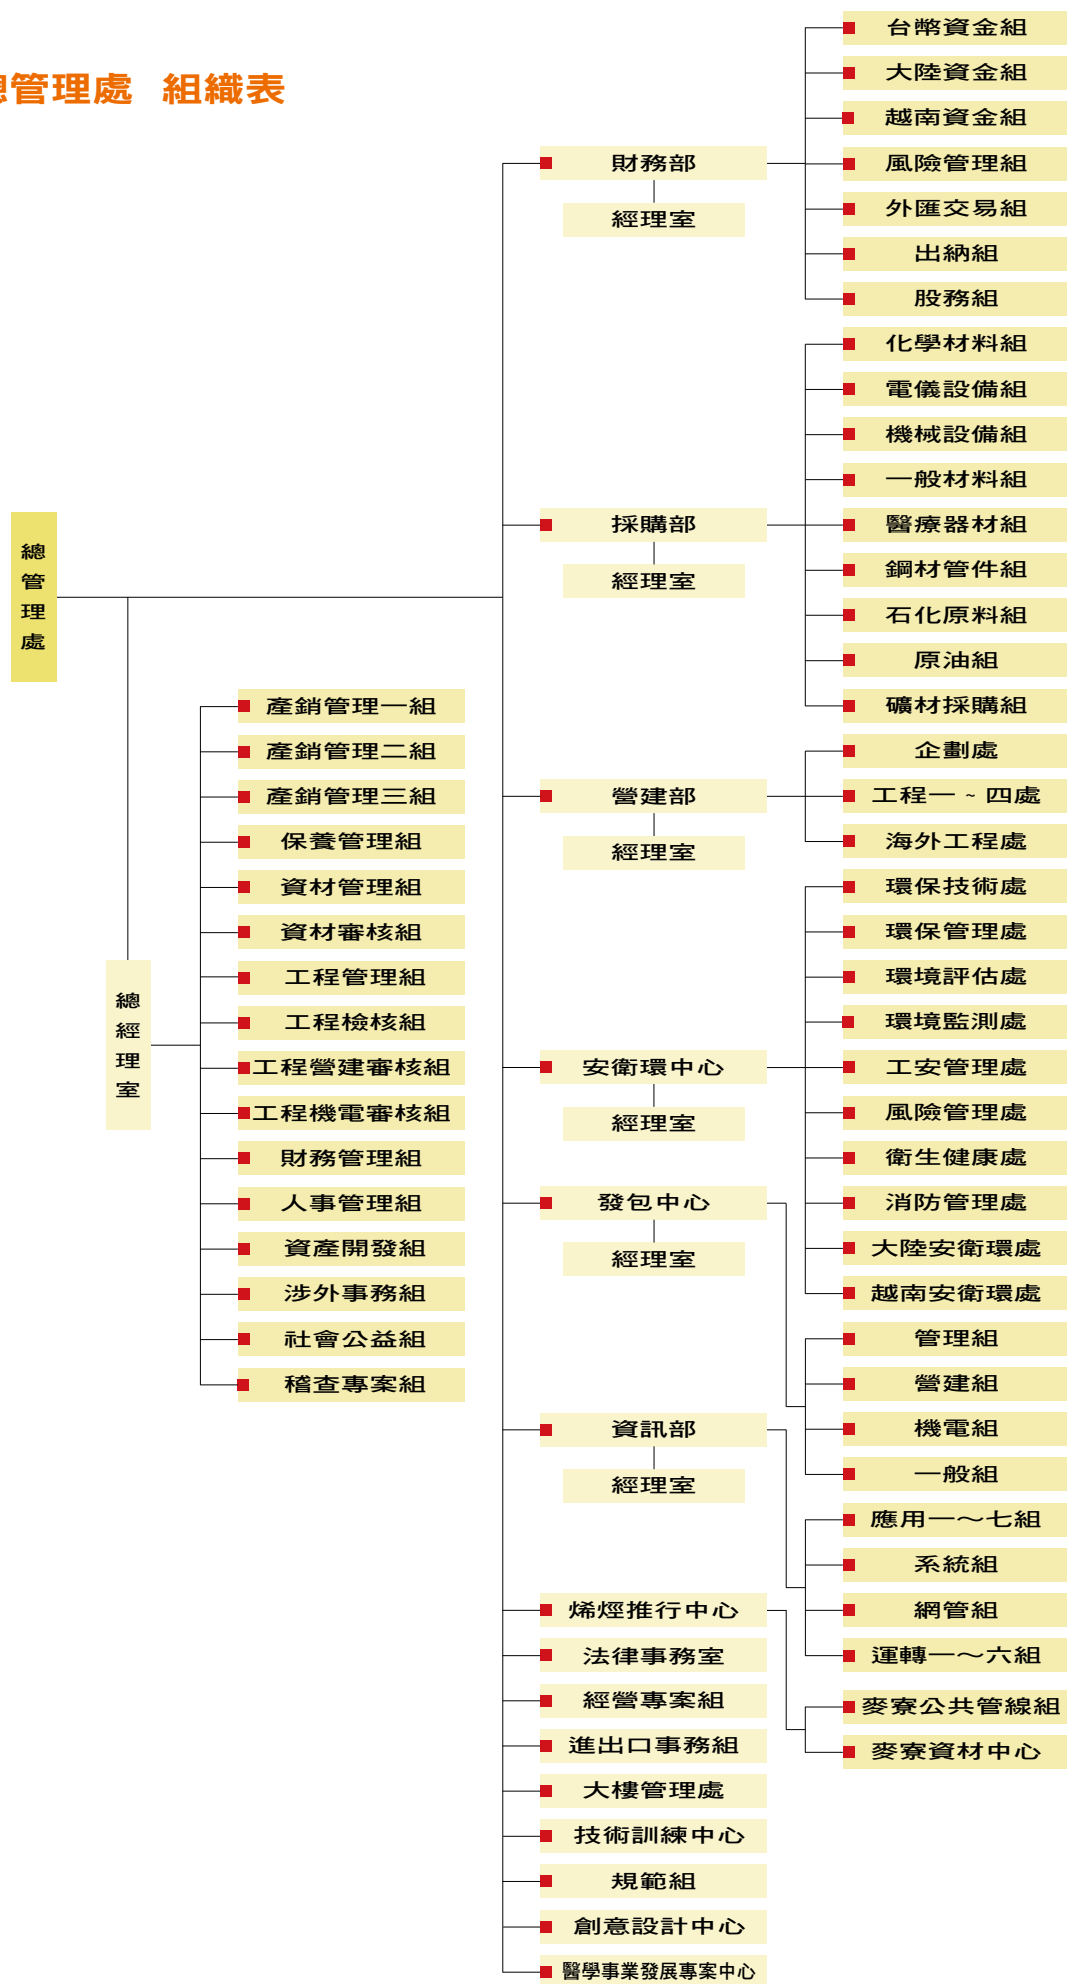 總管理處 組織表
總管理處
總經理室
產銷管理一組
產銷管理二組
產銷管理三組
保養管理組
資材管理組
資材審核組
工程管理組
工程檢核組
工程營建審核組
工程機電審核組
財務管理組
人事管理組
資產開發組
涉外事務組
社會公益組
稽查專案組
財務部
經理室
台幣資金組
大陸資金組
越南資金組
風險管理組
外匯交易組
出納組
股務組
採購部
經理室
化學材料組
電儀設備組
機械設備組
一般材料組
醫療器材組
鋼材管件組
石化原料組
原油組
礦材採購組
營建部
經理室
企劃處
工程一 ~ 四處
海外工程處
安衛環中心
經理室
環保技術處
環保管理處
環境評估處
環境監測處
工安管理處
風險管理處
衛生健康處
消防管理處
大陸安衛環處
越南安衛環處
發包中心
經理室
管理組
營建組
機電組
一般組
資訊部
經理室
應用一～七組
系統組
網管組
運轉一～六組
烯烴推行中心
麥寮公共管線組
麥寮資材中心
法律事務室
經營專案組
進出口事務組
大樓管理處
技術訓練中心
規範組
創意設計中心
醫學事業發展專案中心